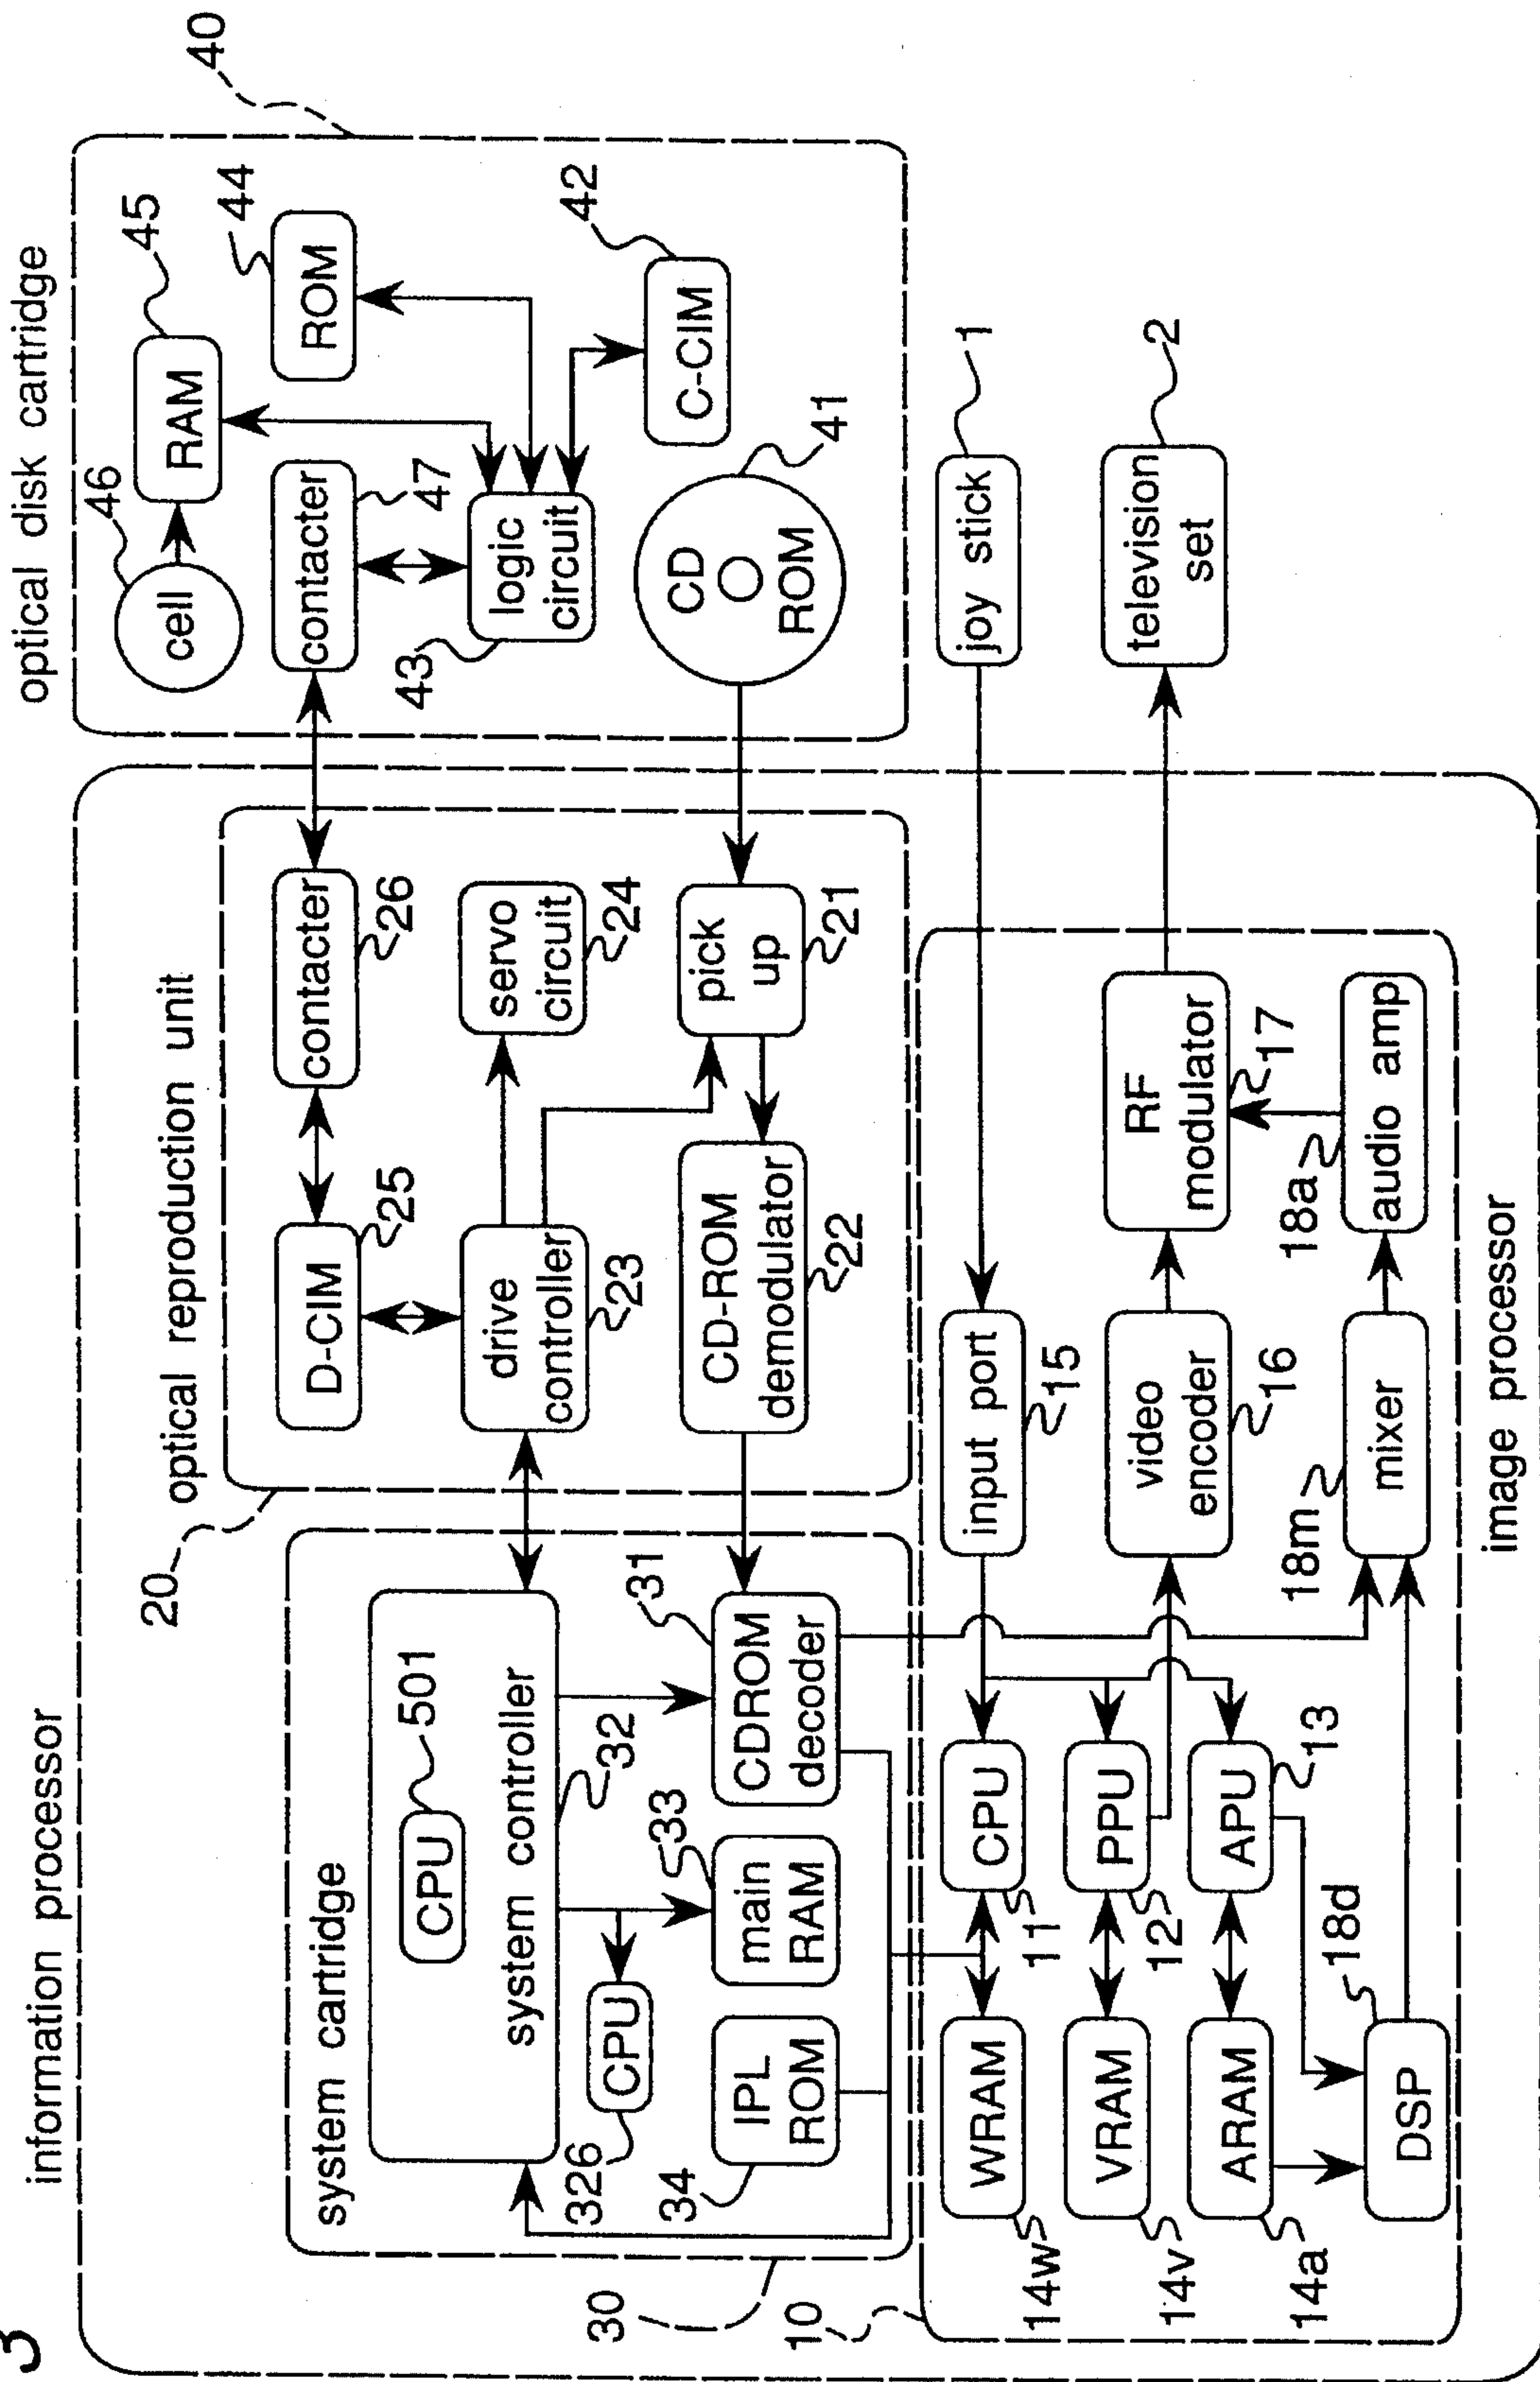 3
information processor
optical disk cartridge
optical reproduction unit
20
40
system cartridge
CPU
501
system controller
32
CPU
326
main
RAM
33
IPL
ROM
34
CDROM
decoder
31
30
D-CIM
25
contacter
26
drive
controller
23
servo
circuit
24
CD-ROM
demodulator
22
pick
up
21
cell
46
RAM
45
contacter
47
ROM
44
logic
circuit
43
C-CIM
42
CD
ROM
41
10
WRAM
14w
CPU
11
input port
15
joy stick
1
VRAM
14v
PPU
12
video
encoder
16
RF
modulator
17
television
set
2
ARAM
14a
APU
13
DSP
18d
mixer
18m
audio amp
18a
image processor